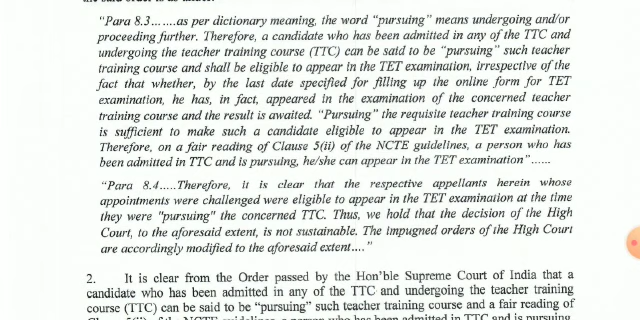 "Para 8.3.......as per dictionary meaning, the word "pursuing" means undergoing and/or
proceeding further. Therefore, a candidate who has been admitted in any of the TTC and
undergoing the teacher training course (TTC) can be said to be "pursuing" such teacher
training course and shall be eligible to appear in the TET examination, irrespective of the
fact that whether, by the last date specified for filling up the online form for TET
examination, he has, in fact, appeared in the examination of the concerned teacher
training course and the result is awaited. "Pursuing" the requisite teacher training course
is sufficient to make such a candidate eligible to appear in the TET examination.
Therefore, on a fair reading of Clause 5(ii) of the NCTE guidelines, a person who has
been admitted in TTC and is pursuing, he/she can appear in the TET examination"......
"Para 8.4.....Therefore, it is clear that the respective appellants herein whose
appointments were challenged were eligible to appear in the TET examination at the time
they were "pursuing" the concerned TTC. Thus, we hold that the decision of the High
Court, to the aforesaid extent, is not sustainable. The impugned orders of the High Court
are accordingly modified to the aforesaid extent...."
2. It is clear from the Order passed by the Hon'ble Supreme Court of India that a
candidate who has been admitted in any of the TTC and undergoing the teacher training
course (TTC) can be said to be "pursuing" such teacher training course and a fair reading of